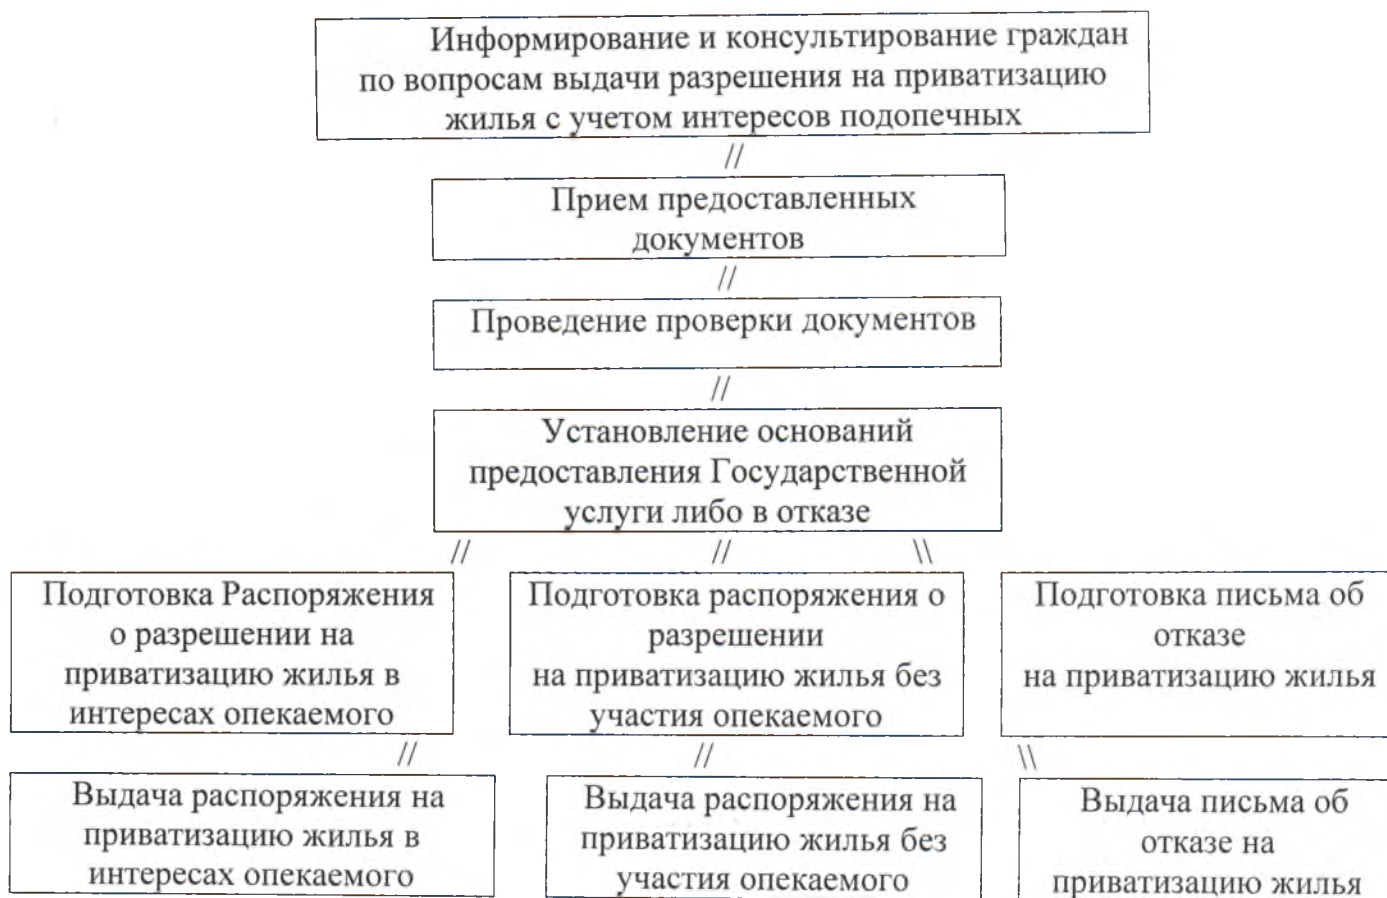 Информирование и консультирование граждан
по вопросам выдачи разрешения на приватизацию
жилья с учетом интересов подопечных
//
Прием предоставленных
документов
//
Проведение проверки документов
//
Установление оснований
предоставления Государственной
услуги либо в отказе
// // \\
Подготовка Распоряжения
о разрешении на
приватизацию жилья в
интересах опекаемого
Подготовка распоряжения о
разрешении
на приватизацию жилья без
участия опекаемого
Подготовка письма об
отказе
на приватизацию жилья
// // \\
Выдача распоряжения на
приватизацию жилья в
интересах опекаемого
Выдача распоряжения на
приватизацию жилья без
участия опекаемого
Выдача письма об
отказе на
приватизацию жилья